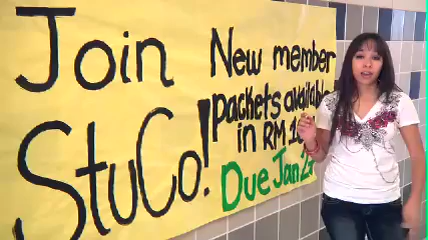 Join
StuCo!
New member
packets available
in RM
Due Jan